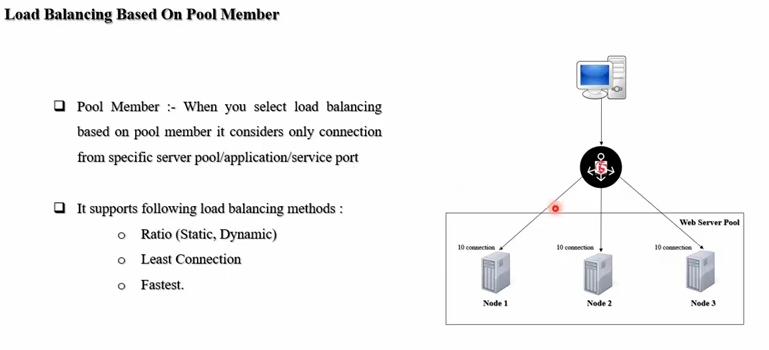 Load Balancing Based On Pool Member
Pool Member :- When you select load balancing
based on pool member it considers only connection
from specific server pool/application/service port
It supports following load balancing methods :
Ratio (Static, Dynamic)
Least Connection
Fastest.
Web Server Pool
10 connection
10 connection
10 connection
Node 1
Node 2
Node 3